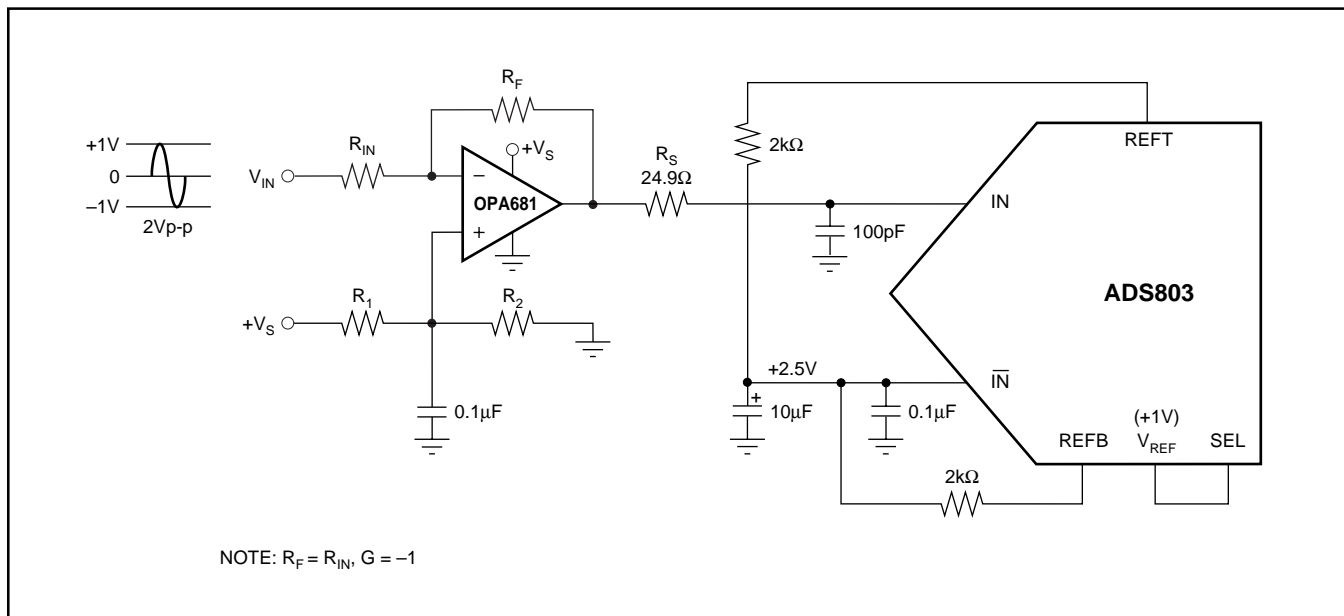 R_F
+1V
0
–1V
2Vp-p
V_IN
R_IN
+V_S
–
OPA681
+
R_S
24.9Ω
2kΩ
REFT
IN
100pF
ADS803
+V_S
R_1
R_2
0.1µF
+2.5V
+
10µF
0.1µF
I̅N̅
(+1V)
REFB
V_REF
SEL
2kΩ
NOTE: R_F = R_IN, G = –1